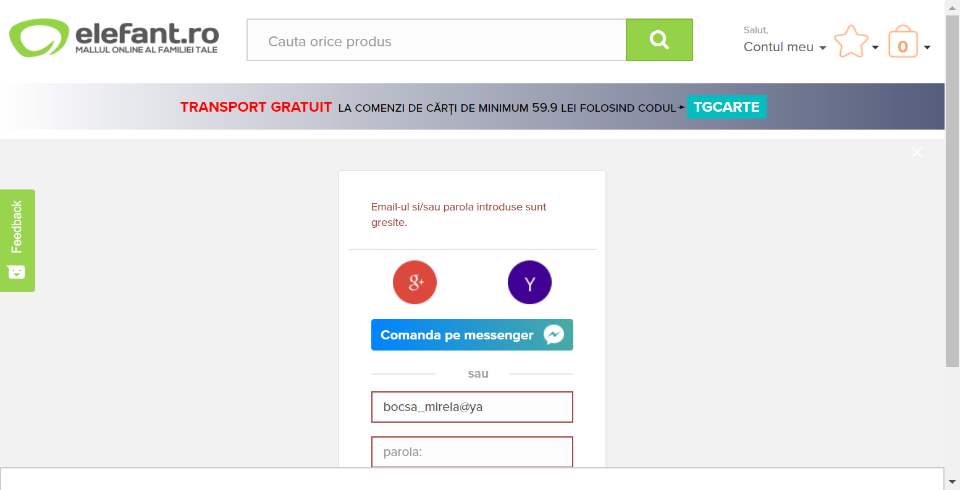 elefant.ro
MALLUL ONLINE AL FAMILIEI TALE
Cauta orice produs
Salut,
Contul meu
0
TRANSPORT GRATUIT LA COMENZI DE CĂRȚI DE MINIMUM 59.9 LEI FOLOSIND CODUL TGCARTE
Feedback
Email-ul si/sau parola introduse sunt
gresite.
g+ Y
Comanda pe messenger
sau
bocsa_mirela@ya
parola: